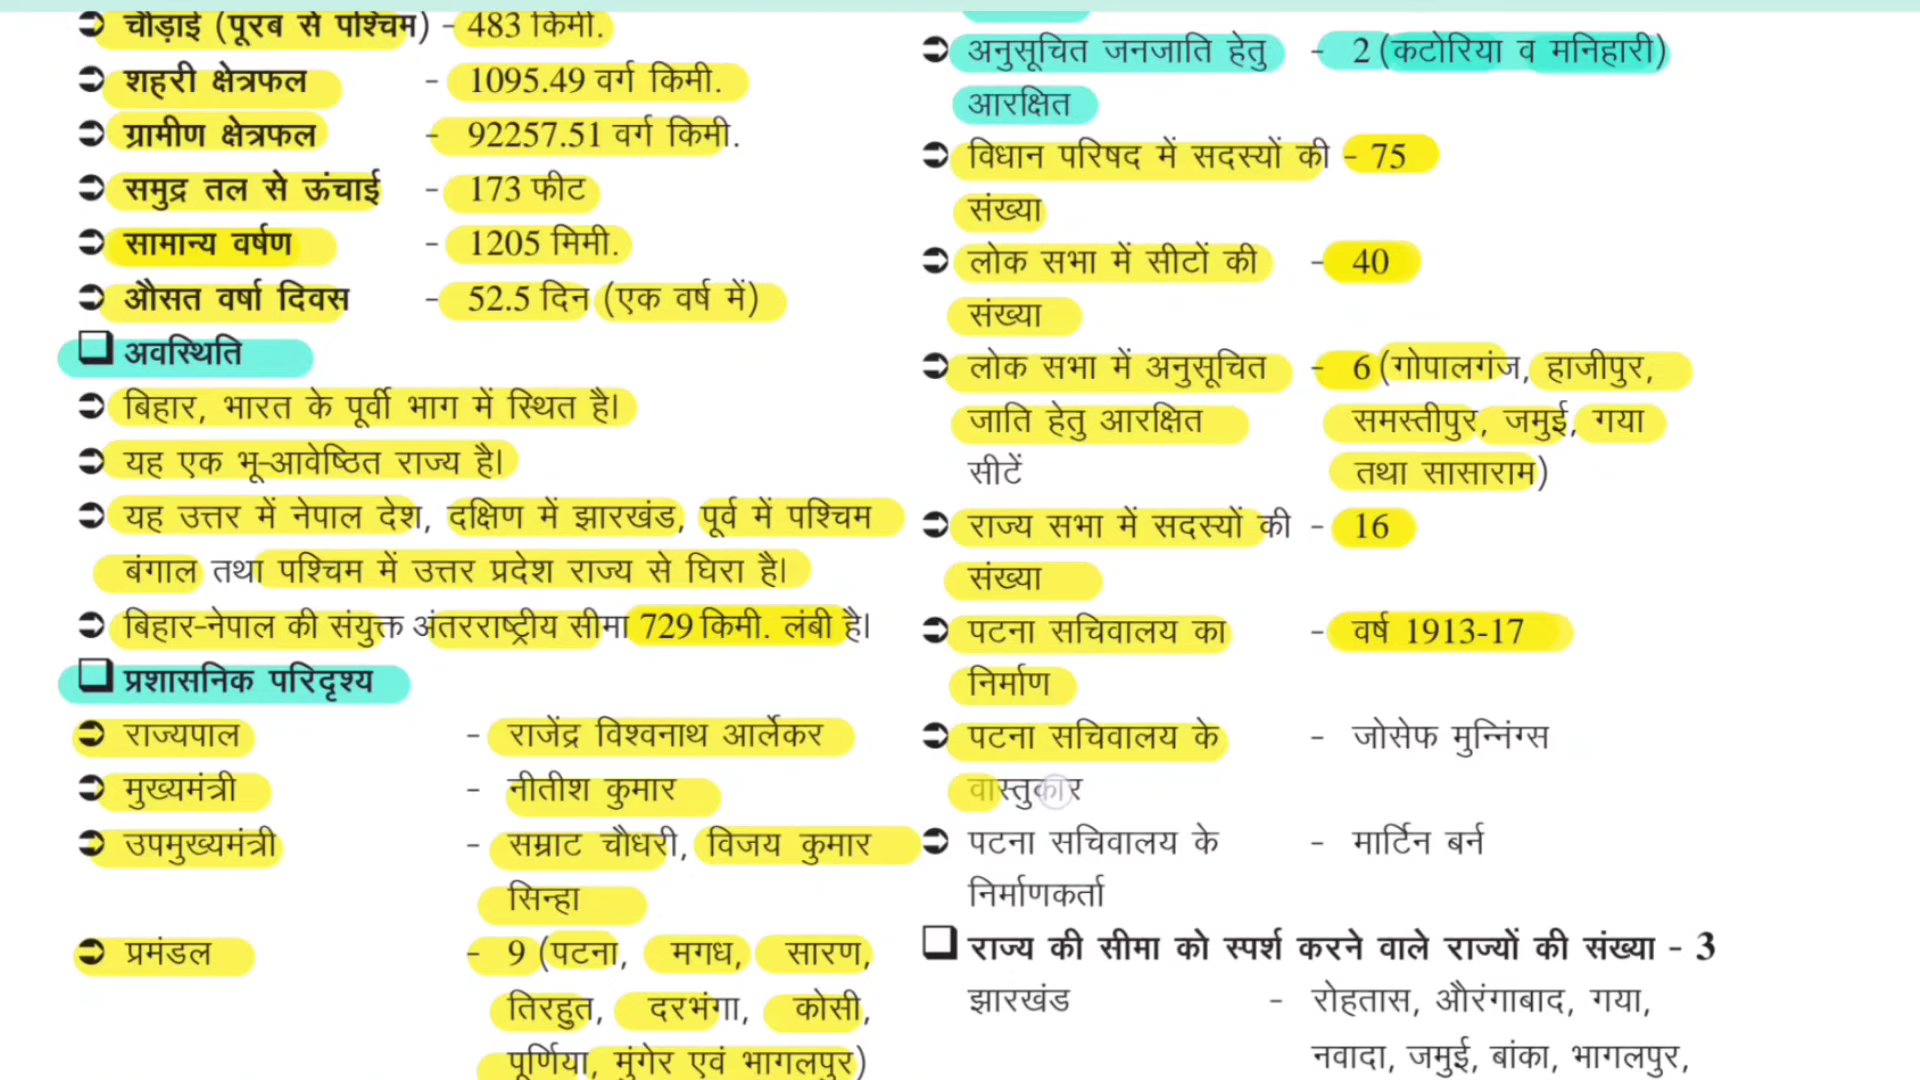 ➲ चौड़ाई (पूरब से पश्चिम) - 483 किमी.
➲ शहरी क्षेत्रफल - 1095.49 वर्ग किमी.
➲ ग्रामीण क्षेत्रफल - 92257.51 वर्ग किमी.
➲ समुद्र तल से ऊंचाई - 173 फीट
➲ सामान्य वर्षण - 1205 मिमी.
➲ औसत वर्षा दिवस - 52.5 दिन (एक वर्ष में)
❑ अवस्थिति
➲ बिहार, भारत के पूर्वी भाग में स्थित है।
➲ यह एक भू-आवेष्ठित राज्य है।
➲ यह उत्तर में नेपाल देश, दक्षिण में झारखंड, पूर्व में पश्चिम
बंगाल तथा पश्चिम में उत्तर प्रदेश राज्य से घिरा है।
➲ बिहार-नेपाल की संयुक्त अंतरराष्ट्रीय सीमा 729 किमी. लंबी है।
❑ प्रशासनिक परिदृश्य
➲ राज्यपाल - राजेंद्र विश्वनाथ आर्लेकर
➲ मुख्यमंत्री - नीतीश कुमार
➲ उपमुख्यमंत्री - सम्राट चौधरी, विजय कुमार
सिन्हा
➲ प्रमंडल - 9 (पटना, मगध, सारण,
तिरहुत, दरभंगा, कोसी,
पूर्णिया, मुंगेर एवं भागलपुर)
➲ अनुसूचित जनजाति हेतु - 2 (कटोरिया व मनिहारी)
आरक्षित
➲ विधान परिषद में सदस्यों की - 75
संख्या
➲ लोक सभा में सीटों की - 40
संख्या
➲ लोक सभा में अनुसूचित - 6 (गोपालगंज, हाजीपुर,
जाति हेतु आरक्षित समस्तीपुर, जमुई, गया
सीटें तथा सासाराम)
➲ राज्य सभा में सदस्यों की - 16
संख्या
➲ पटना सचिवालय का - वर्ष 1913-17
निर्माण
➲ पटना सचिवालय के - जोसेफ मुन्निंग्स
वास्तुकार
➲ पटना सचिवालय के - मार्टिन बर्न
निर्माणकर्ता
❑ राज्य की सीमा को स्पर्श करने वाले राज्यों की संख्या - 3
झारखंड - रोहतास, औरंगाबाद, गया,
नवादा, जमुई, बांका, भागलपुर,